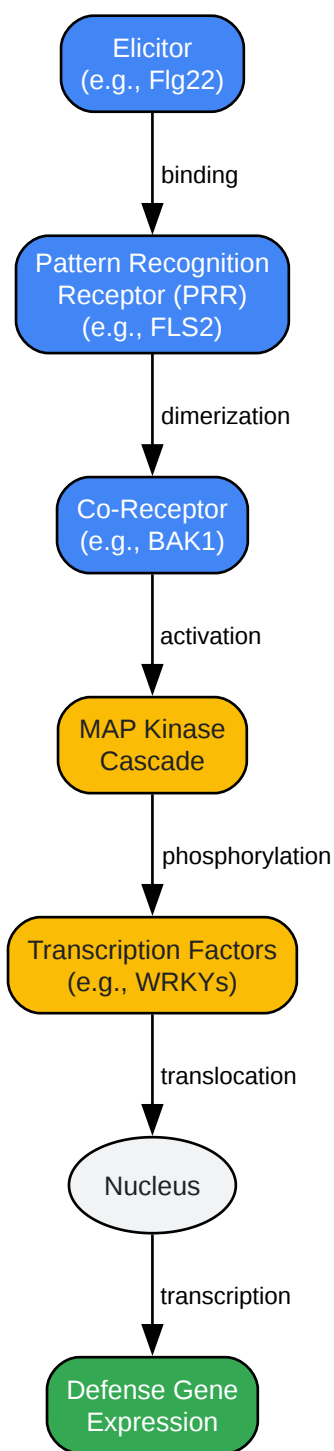 Elicitor
(e.g., Flg22)
binding
Pattern Recognition
Receptor (PRR)
(e.g., FLS2)
dimerization
Co-Receptor
(e.g., BAK1)
activation
MAP Kinase
Cascade
phosphorylation
Transcription Factors
(e.g., WRKYs)
translocation
Nucleus
transcription
Defense Gene
Expression